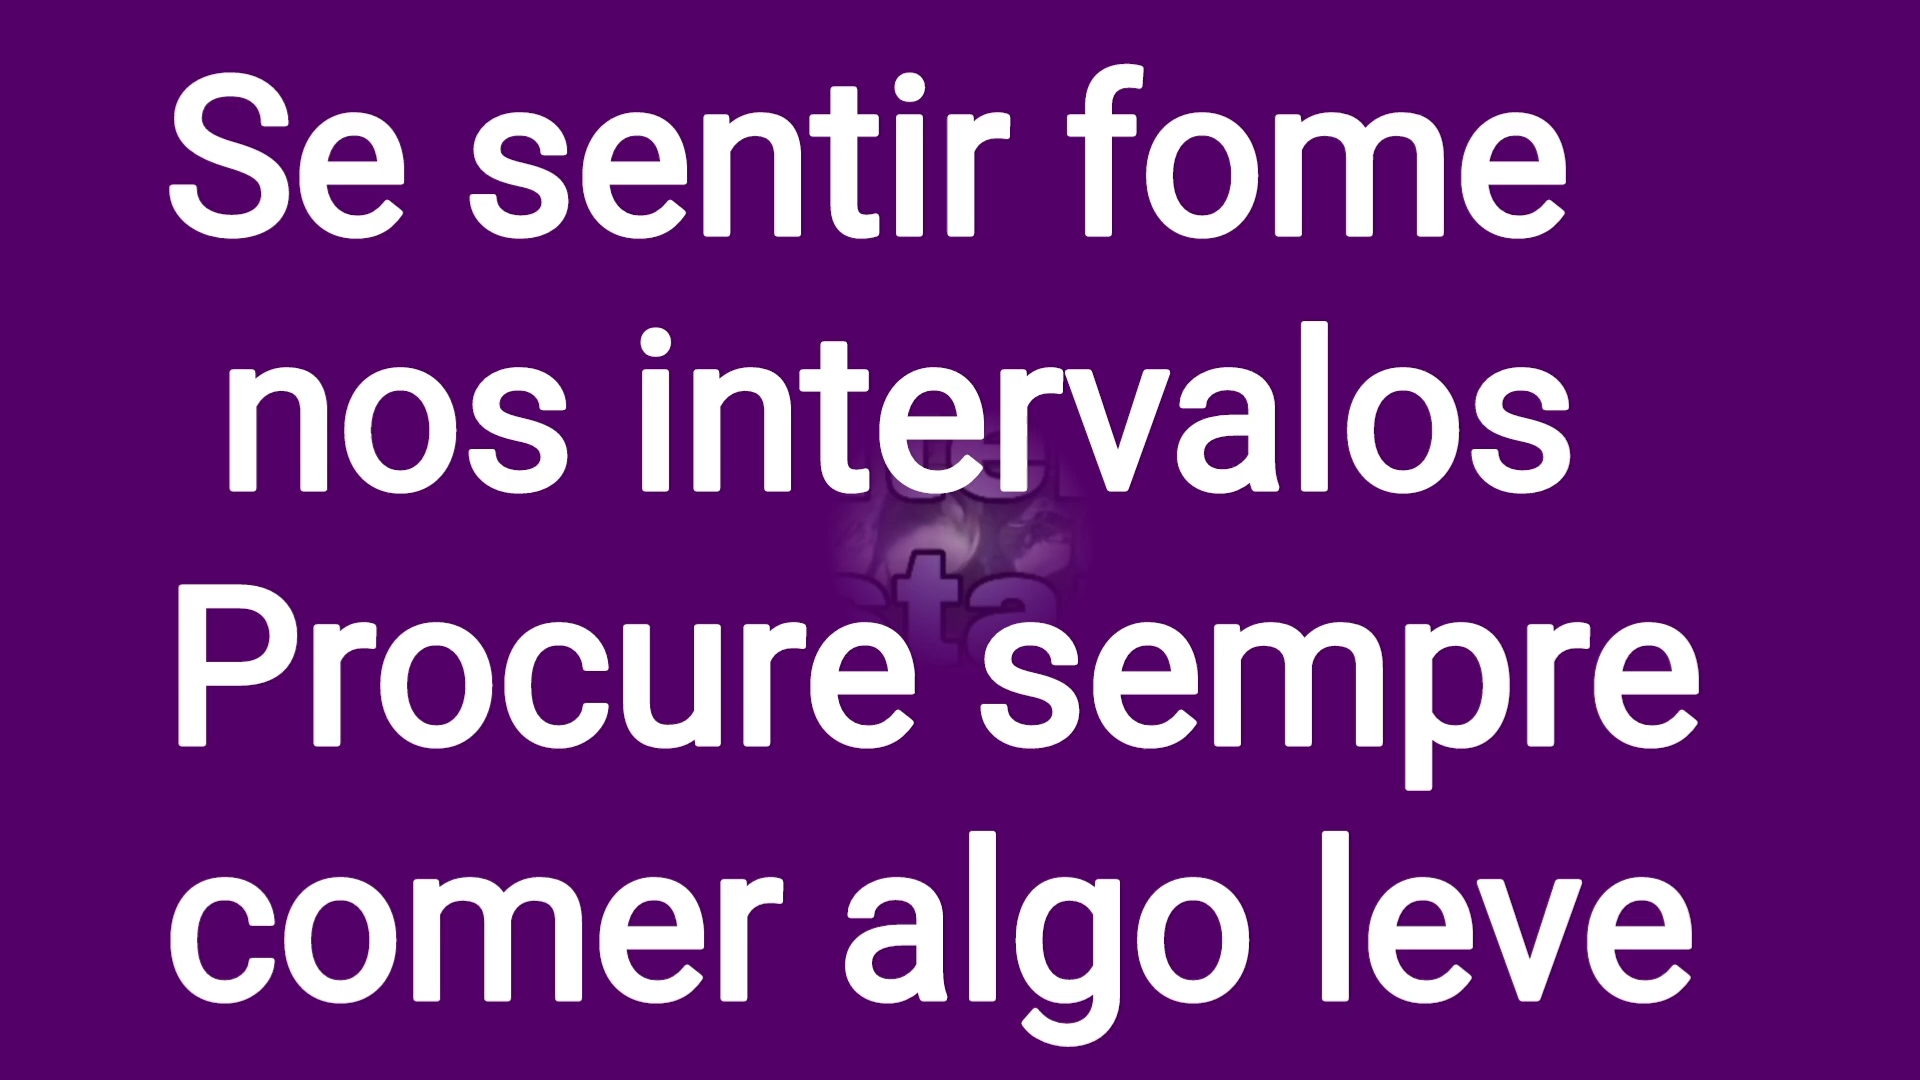 Se sentir fome
nos intervalos
Procure sempre
comer algo leve